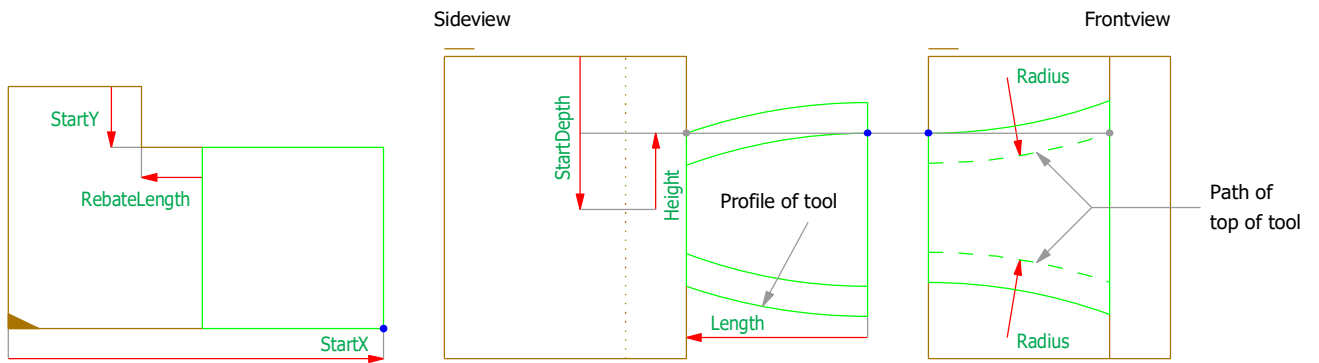 Sideview
Frontview
StartY
RebateLength
StartX
StartDepth
Height
Profile of tool
Length
Radius
Path of
top of tool
Radius